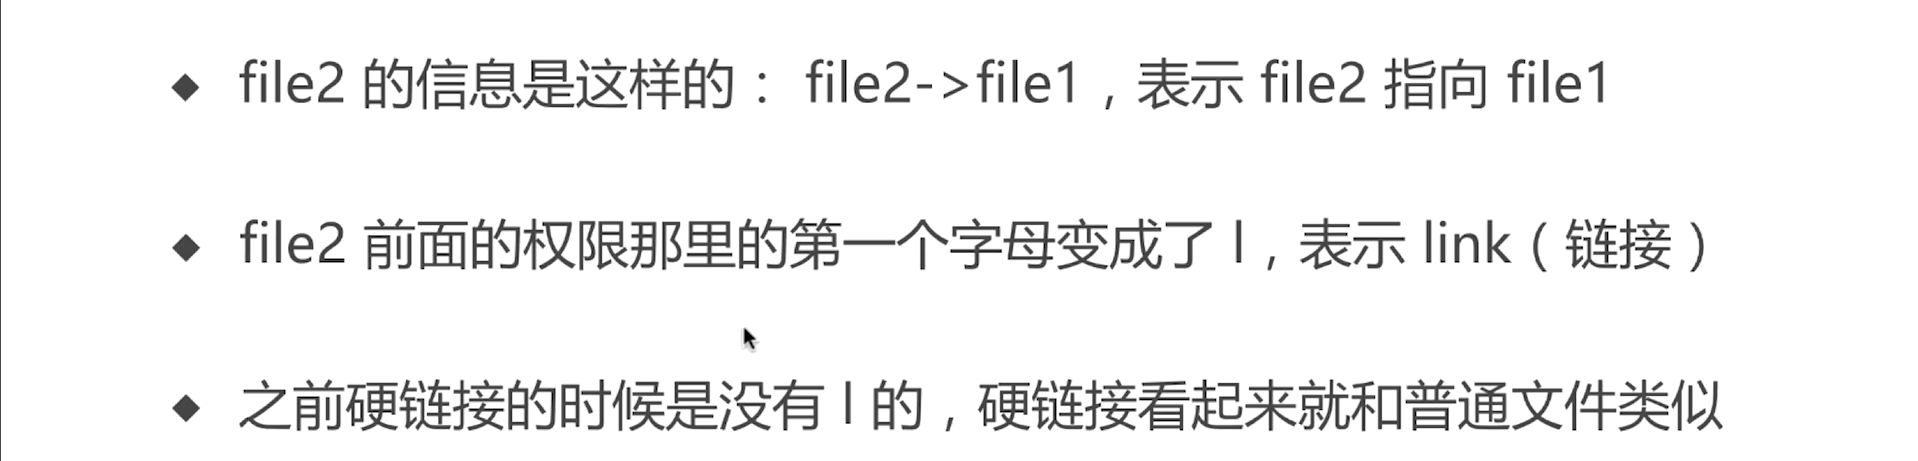 ◆ file2 的信息是这样的： file2->file1，表示 file2 指向 file1
◆ file2 前面的权限那里的第一个字母变成了 l，表示 link（链接）
◆ 之前硬链接的时候是没有 l 的，硬链接看起来就和普通文件类似